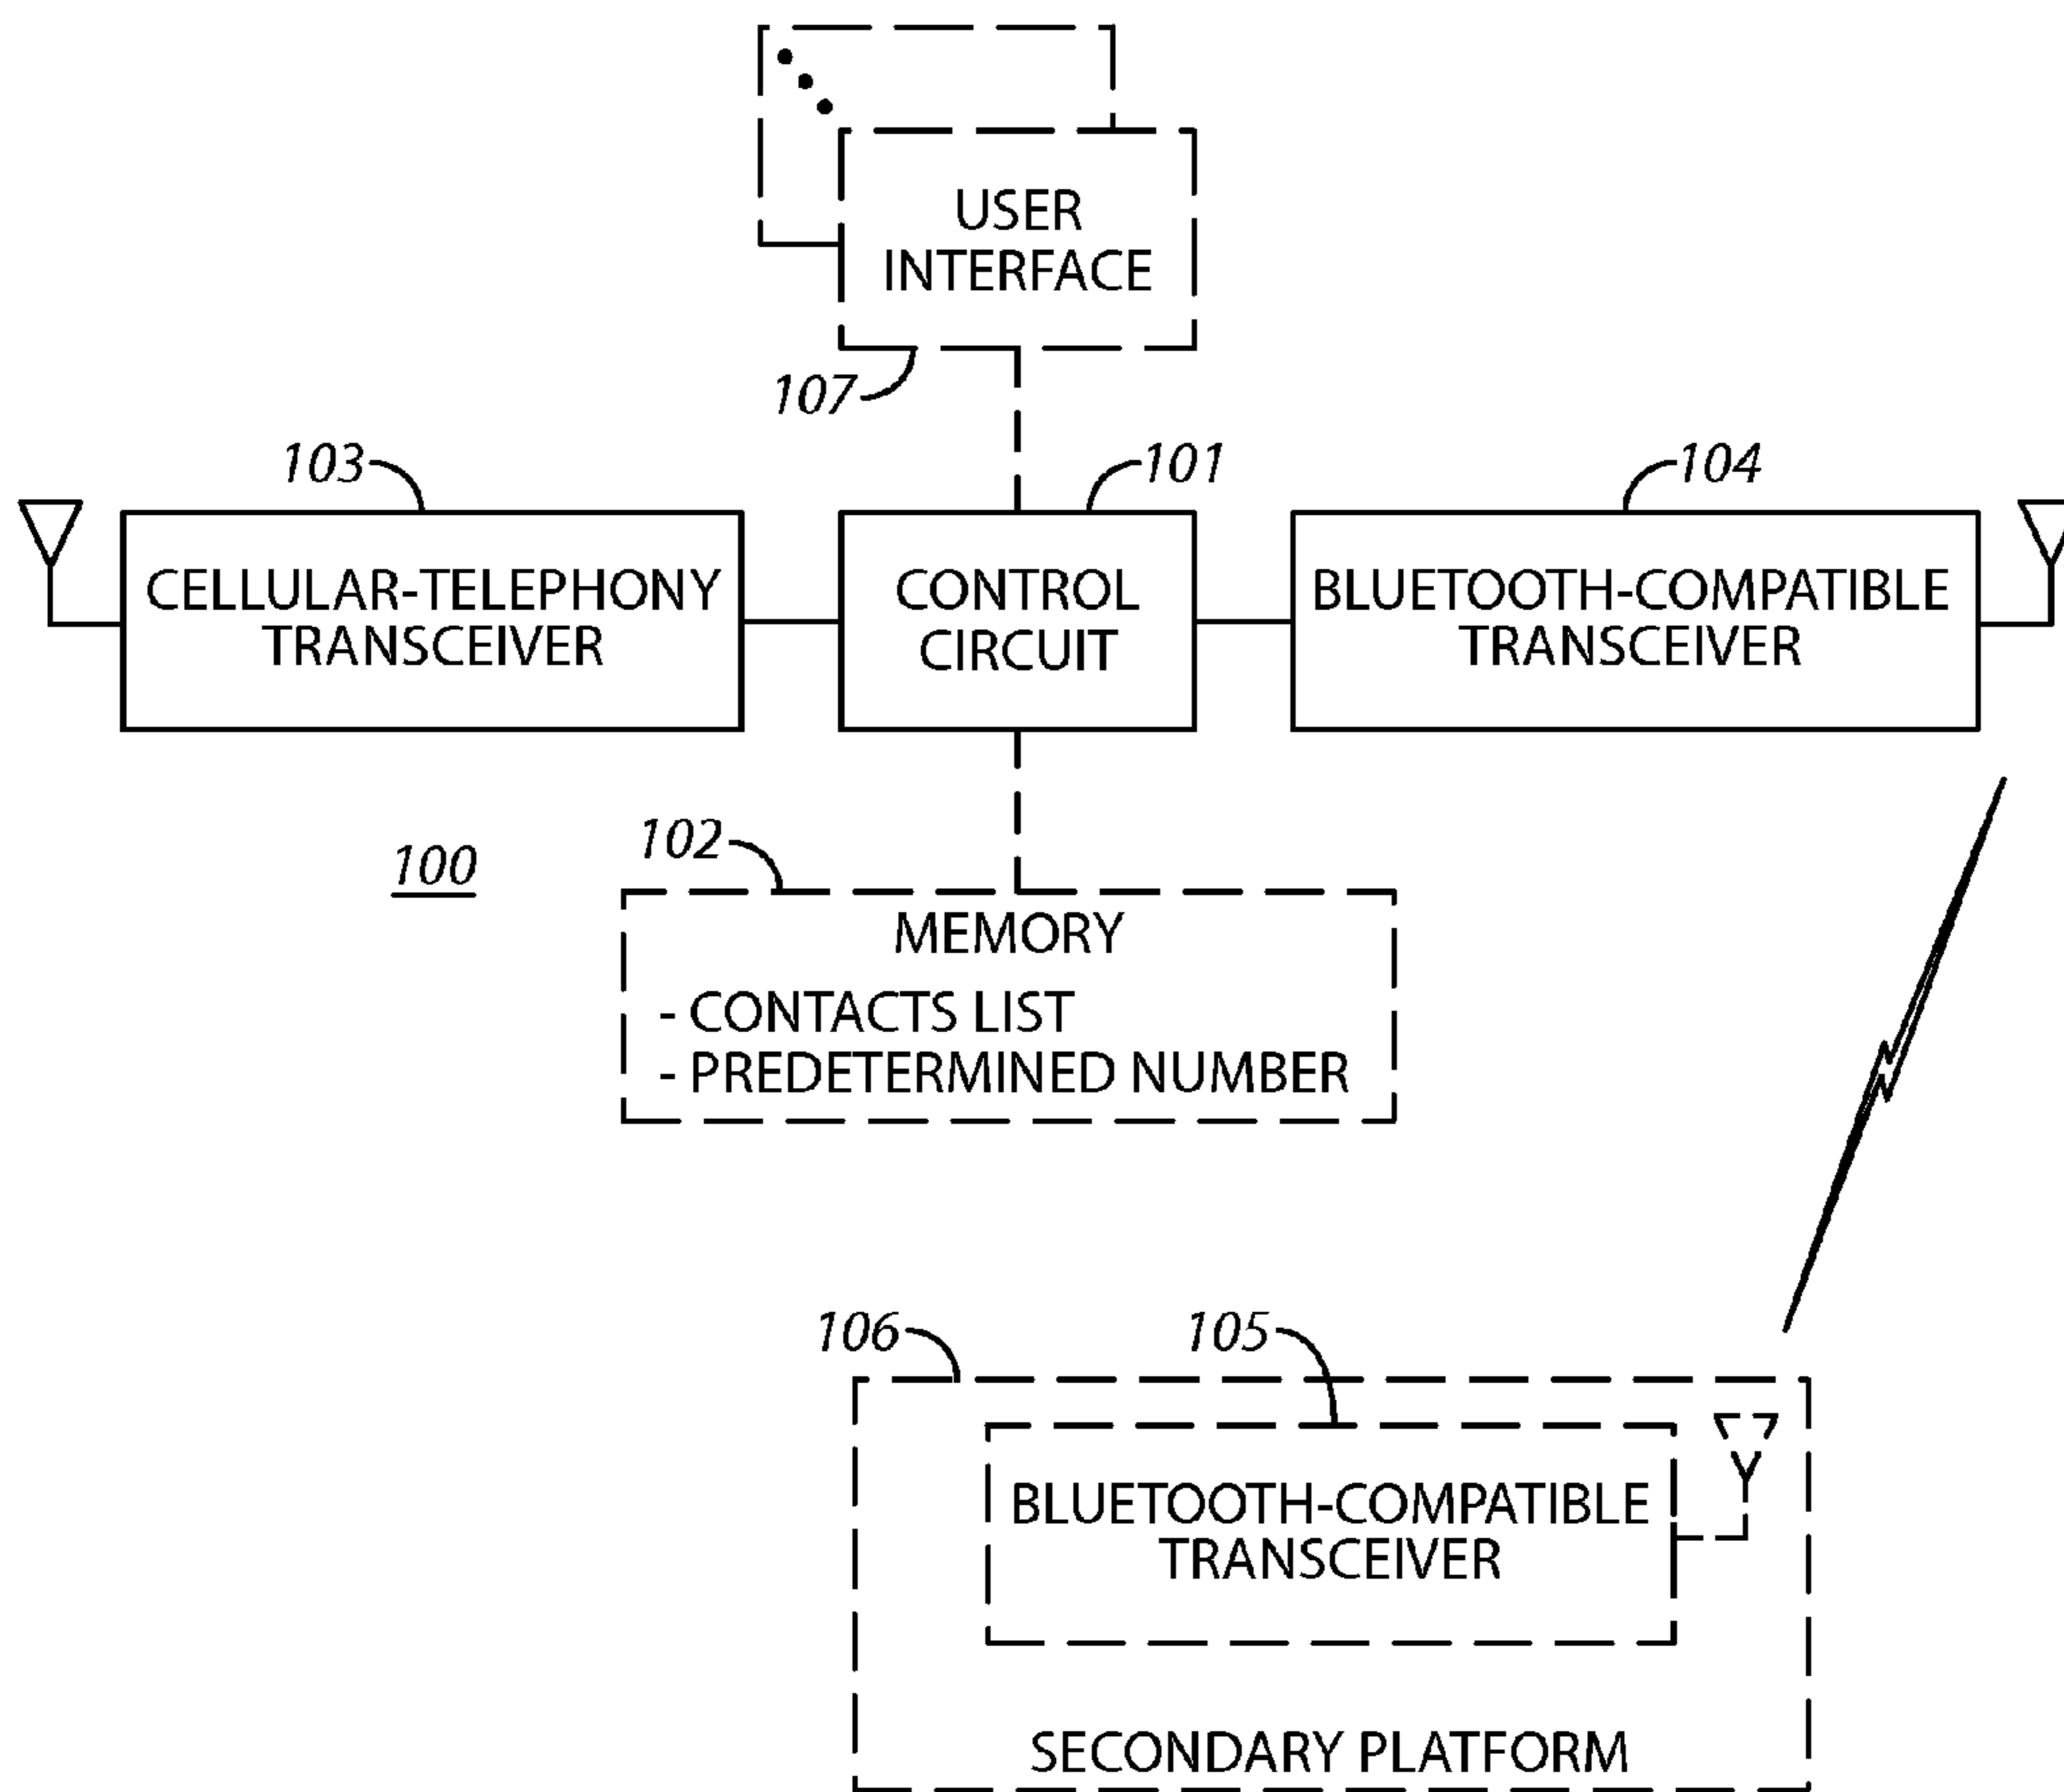 USER
INTERFACE
107
103
101
104
CELLULAR-TELEPHONY
TRANSCEIVER
CONTROL
CIRCUIT
BLUETOOTH-COMPATIBLE
TRANSCEIVER
102
100
MEMORY
- CONTACTS LIST
- PREDETERMINED NUMBER
106
105
BLUETOOTH-COMPATIBLE
TRANSCEIVER
SECONDARY PLATFORM